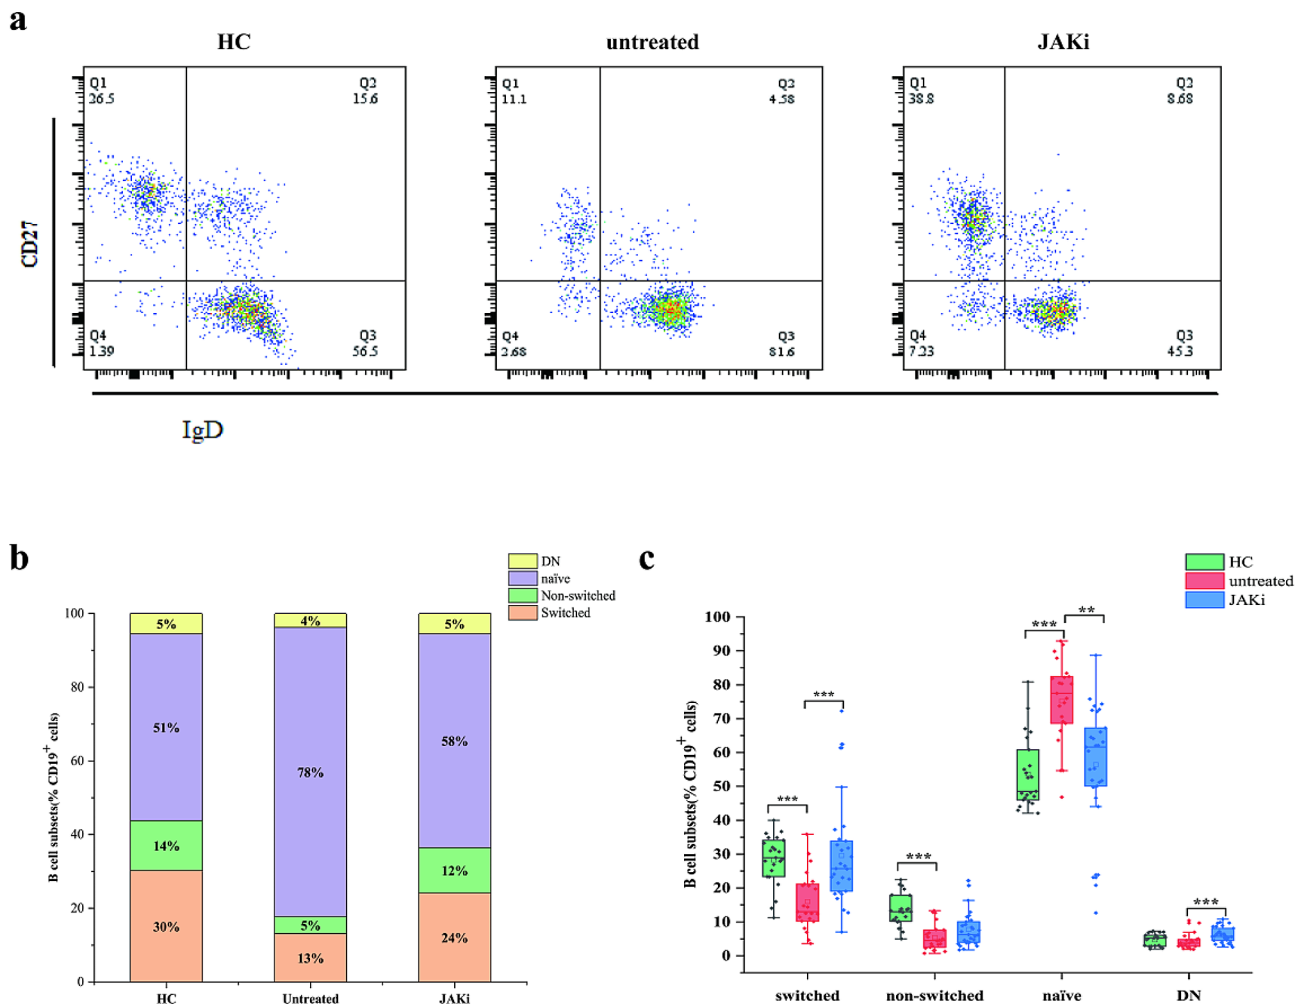 a
HC
untreated
JAKi
Q1
26.5
Q2
15.6
Q4
1.39
Q3
56.5
Q1
11.1
Q2
4.58
Q4
2.68
Q3
81.6
Q1
38.8
Q2
8.68
Q4
7.23
Q3
45.3
CD27
IgD
b
DN
naïve
Non-switched
Switched
B cell subsets(% CD19+ cells)
100
80
60
40
20
0
5%
51%
14%
30%
4%
78%
5%
13%
5%
58%
12%
24%
HC
Untreated
JAKi
c
HC
untreated
JAKi
B cell subsets(% CD19+ cells)
100
90
80
70
60
50
40
30
20
10
0
***
***
***
***
**
***
switched
non-switched
naïve
DN